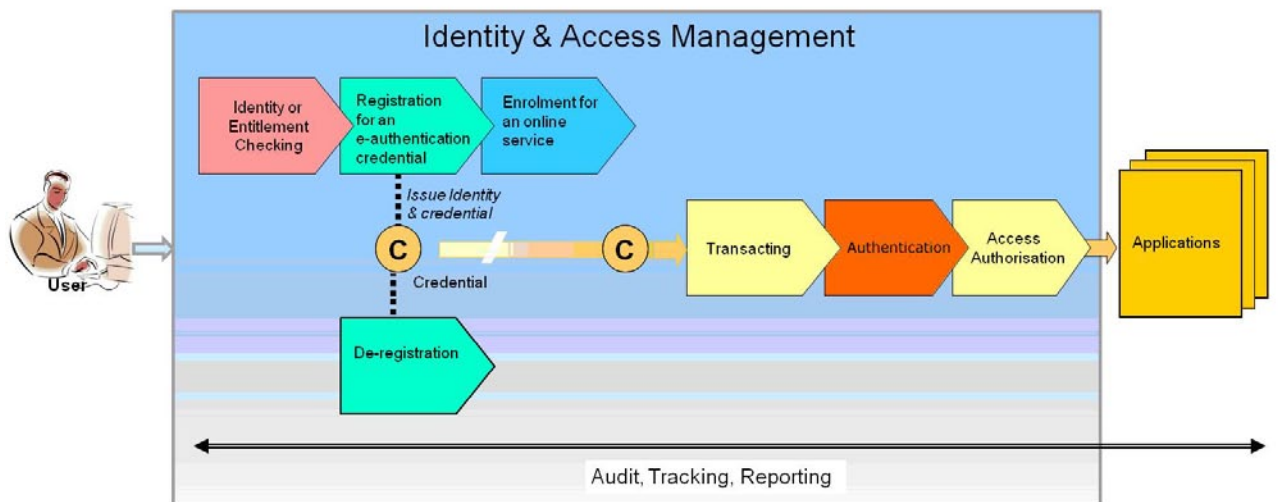 Identity & Access Management
Identity or
Entitlement
Checking
Registration
for an
e-authentication
credential
Enrolment for
an online
service
Issue Identity
& credential
C
C
Credential
Transacting
Authentication
Access
Authorisation
Applications
User
De-registration
Audit, Tracking, Reporting